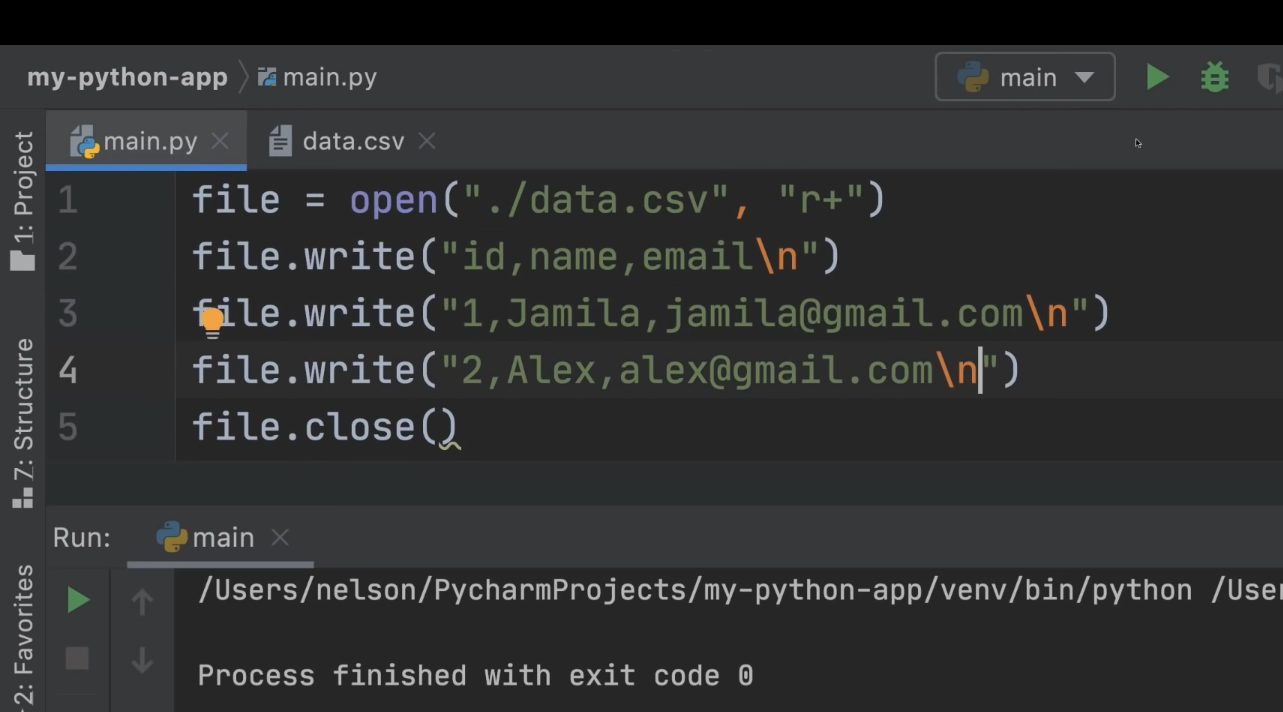 my-python-app main.py main
main.py data.csv
1: Project
Z: Structure
2: Favorites
1 file = open("./data.csv", "r+")
2 file.write("id,name,email\n")
3 file.write("1,Jamila,jamila@gmail.com\n")
4 file.write("2,Alex,alex@gmail.com\n")
5 file.close()
Run: main
/Users/nelson/PycharmProjects/my-python-app/venv/bin/python /User
Process finished with exit code 0